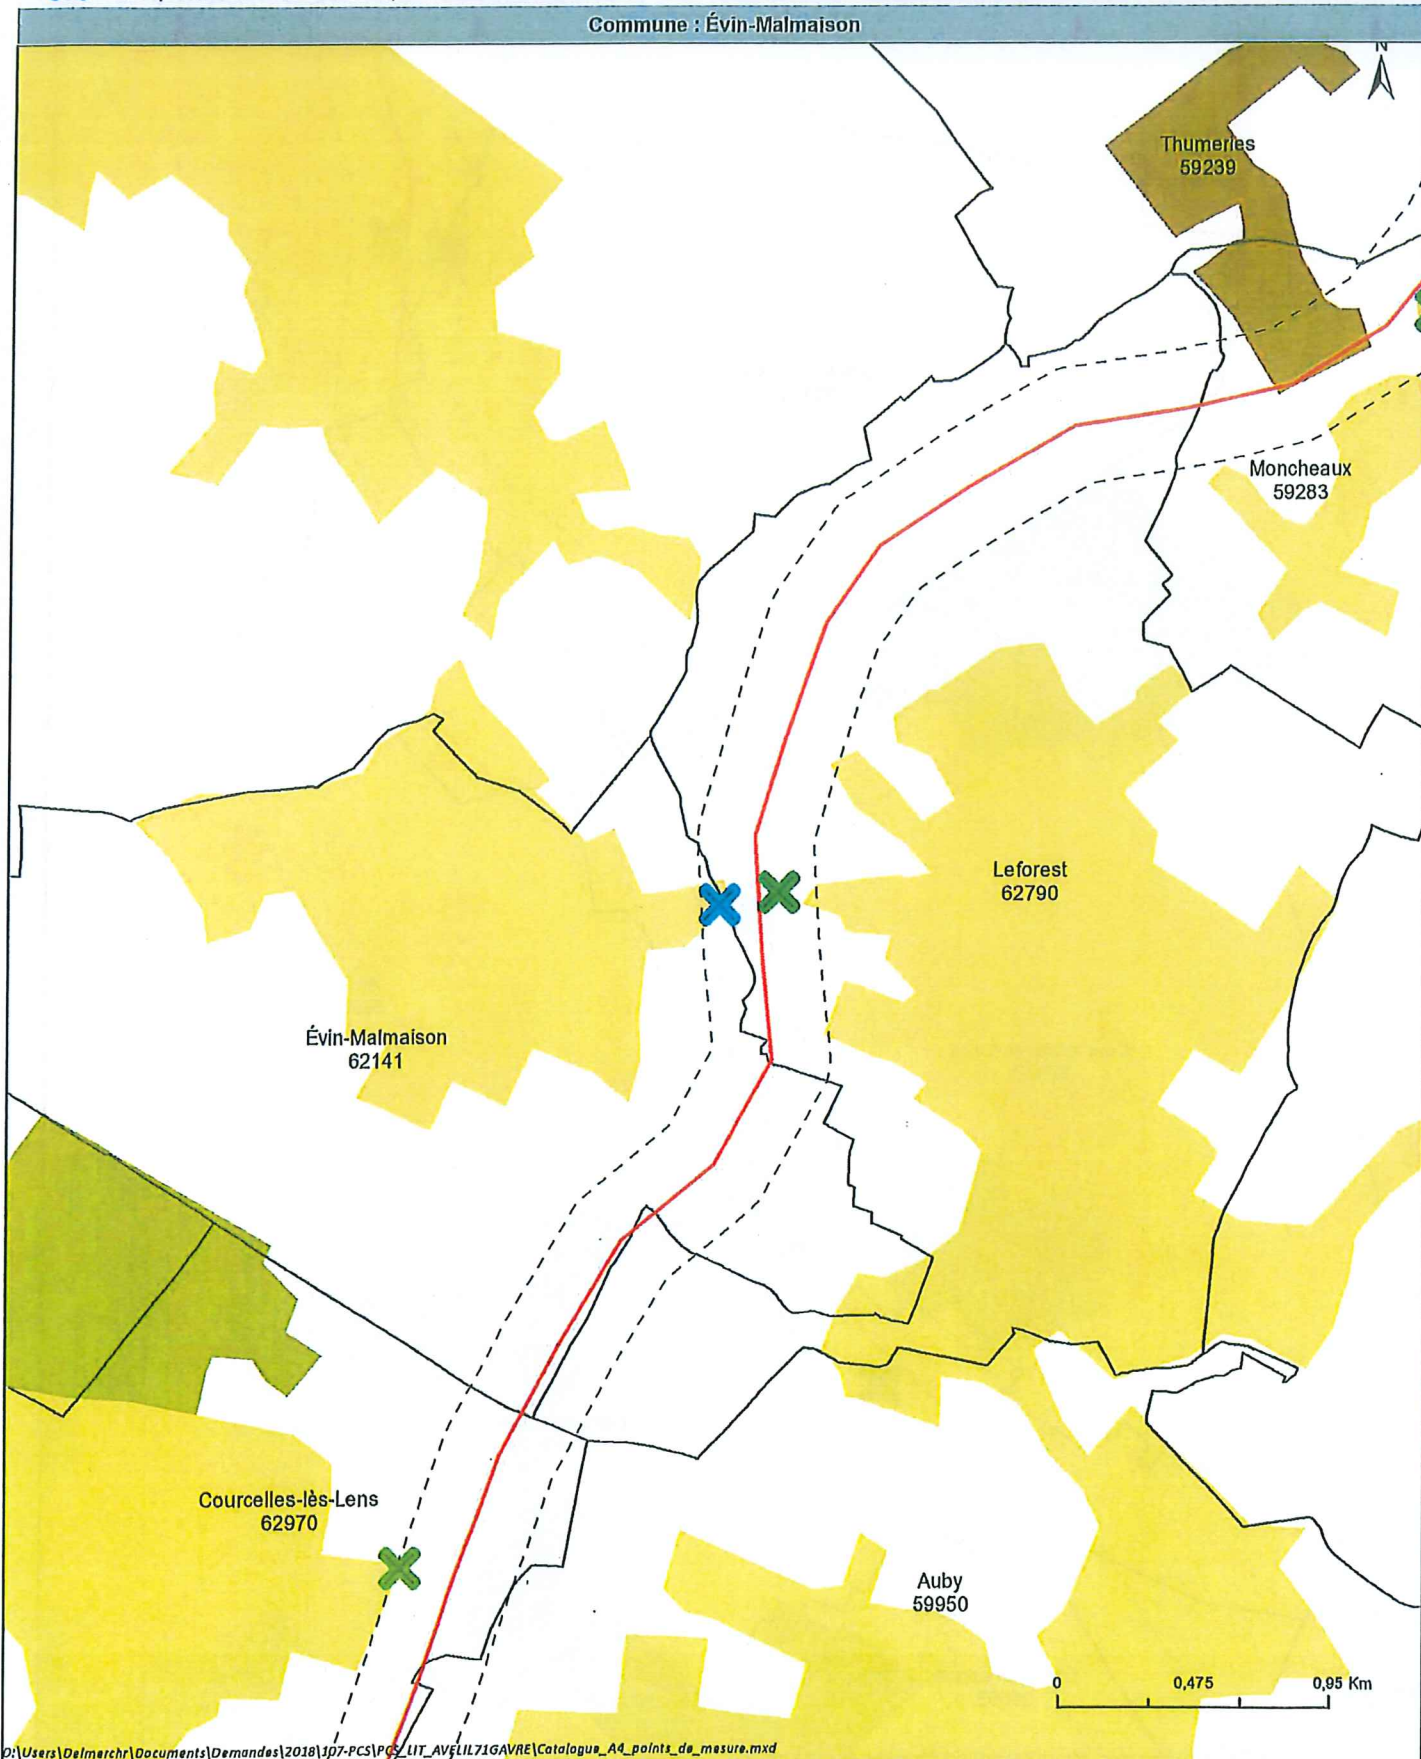 Commune : Évin-Malmaison
N
Thumeries
59239
Moncheaux
59283
Leforest
62790
Évin-Malmaison
62141
Courcelles-lès-Lens
62970
Auby
59950
0 0,475 0,95 Km
D:\Users\Delmerchr\Documents\Demandes\2018\107-PCS\PCS_LIT_AVELIL71GAVRE\Catalogue_A4_points_de_mesure.mxd